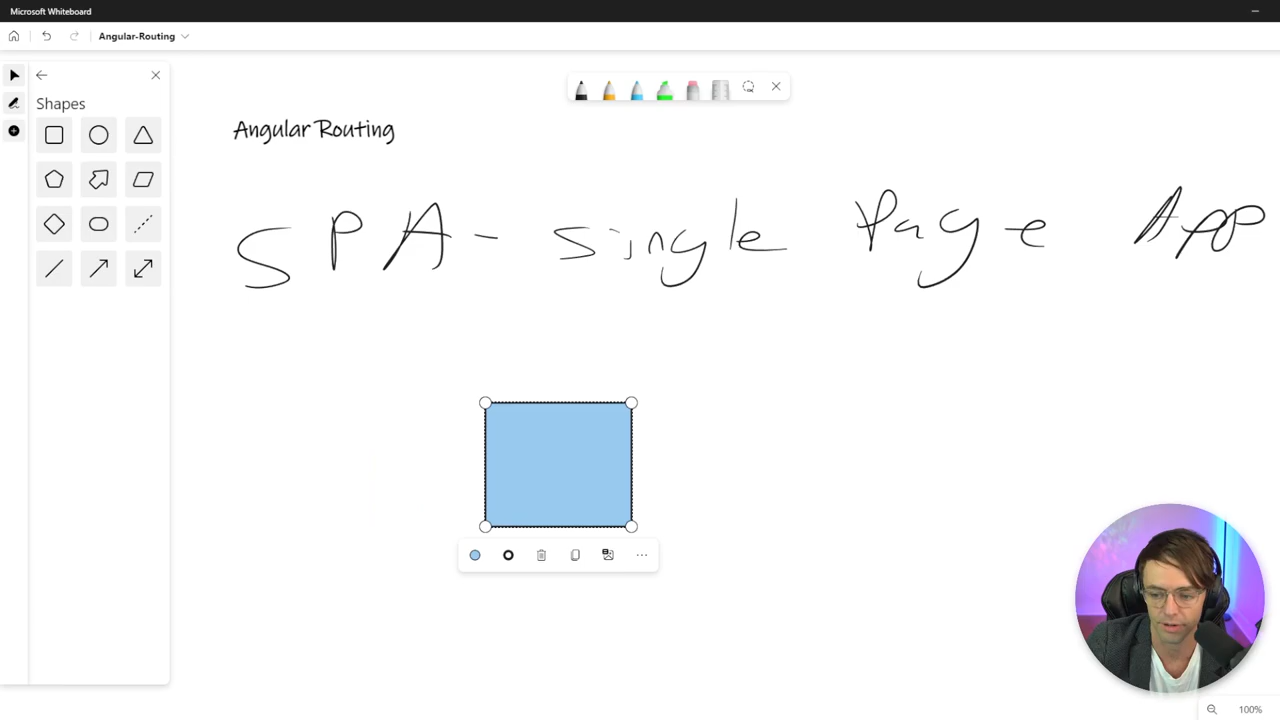 Microsoft Whiteboard
Angular-Routing
Shapes
Angular Routing
SPA - single Page App
100%